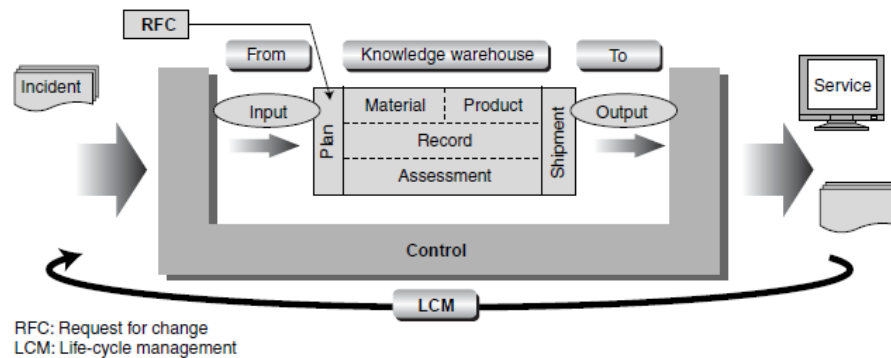 RFC
From
Knowledge warehouse
To
Incident
Service
Input
Plan
Material
Product
Shipment
Output
Record
Assessment
Control
LCM
RFC: Request for change
LCM: Life-cycle management